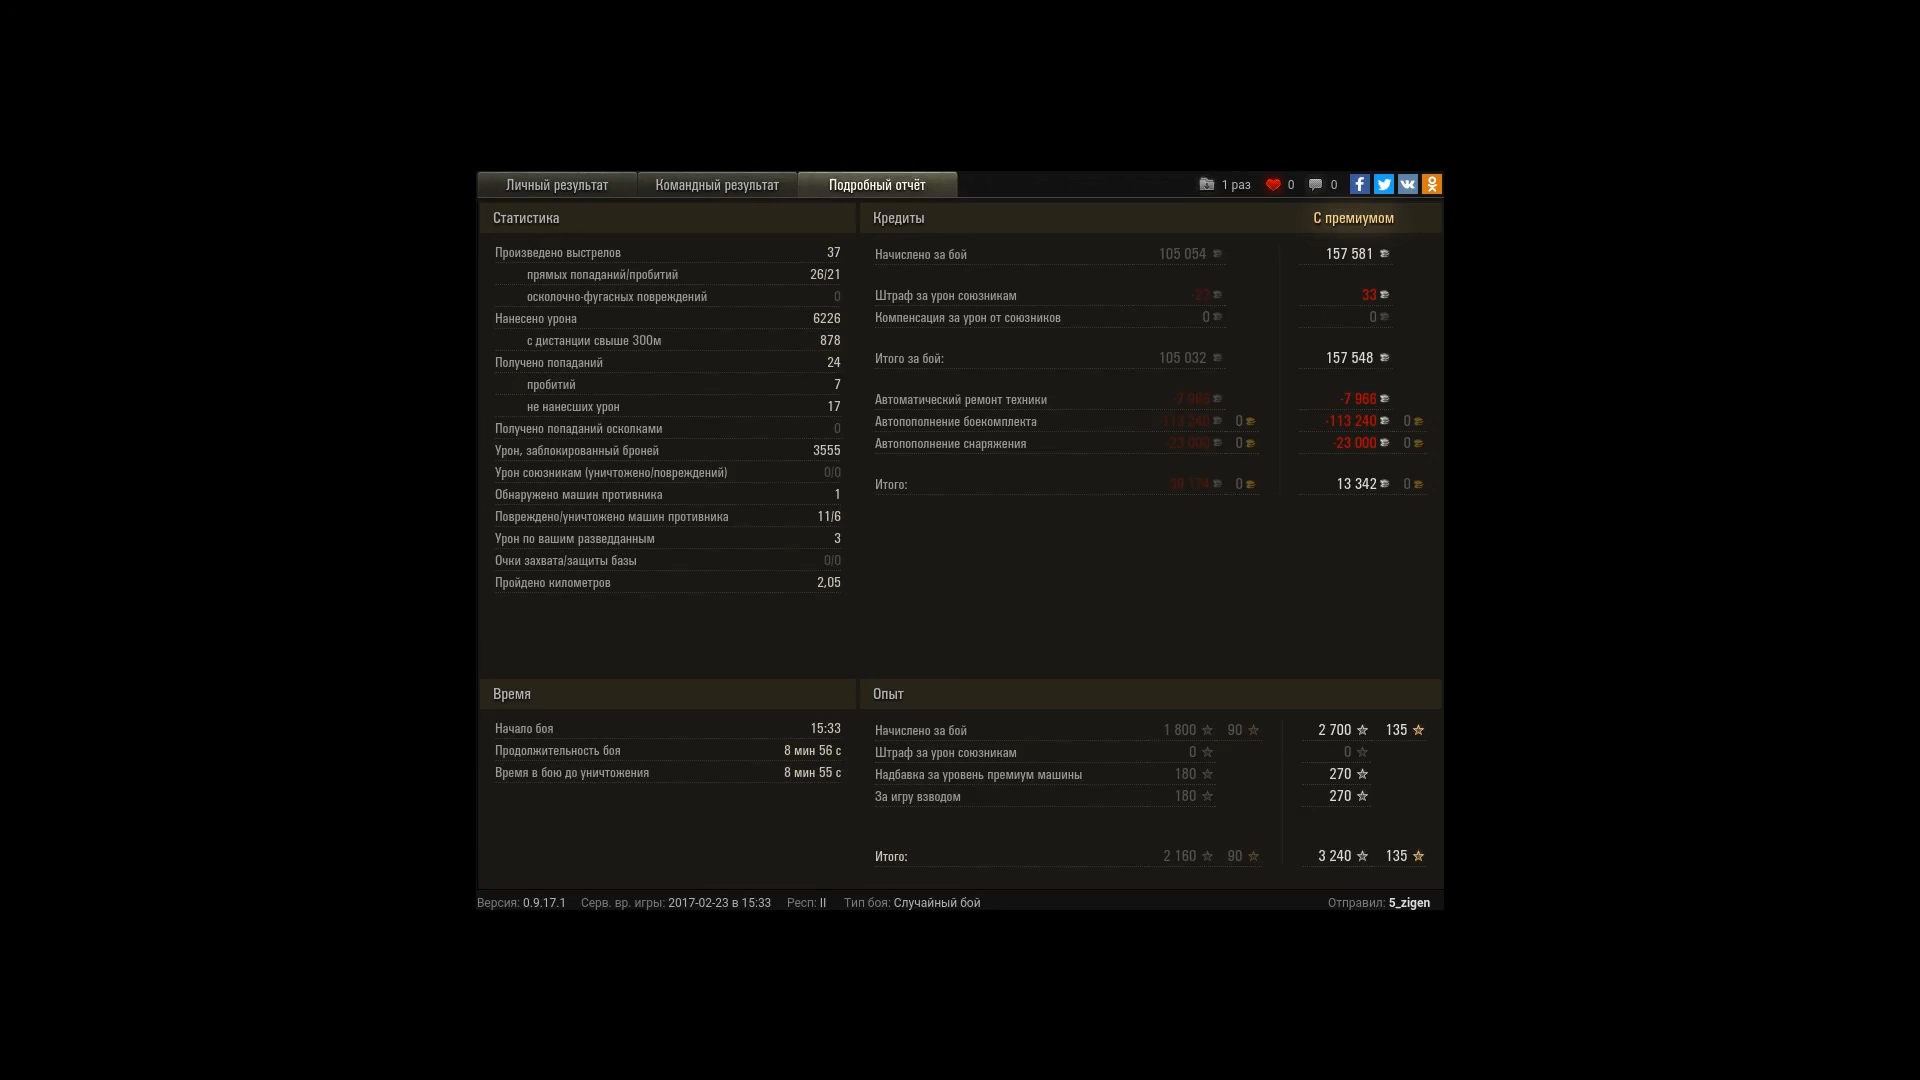 Личный результат Командный результат Подробный отчёт 1 раз 0 0
Статистика
Произведено выстрелов 37
прямых попаданий/пробитий 26/21
осколочно-фугасных повреждений 0
Нанесено урона 6226
с дистанции свыше 300м 878
Получено попаданий 24
пробитий 7
не нанесших урон 17
Получено попаданий осколками 0
Урон, заблокированный броней 3555
Урон союзникам (уничтожено/повреждений) 0/0
Обнаружено машин противника 1
Повреждено/уничтожено машин противника 11/6
Урон по вашим разведданным 3
Очки захвата/защиты базы 0/0
Пройдено километров 2,05
Кредиты С премиумом
Начислено за бой 105 054 157 581
Штраф за урон союзникам 33
Компенсация за урон от союзников 0 0
Итого за бой: 105 032 157 548
Автоматический ремонт техники -7 966 -7 966
Автопополнение боекомплекта -113 240 0 -113 240 0
Автопополнение снаряжения -23 000 0 -23 000 0
Итого: 0 13 342 0
Время
Начало боя 15:33
Продолжительность боя 8 мин 56 с
Время в бою до уничтожения 8 мин 55 с
Опыт
Начислено за бой 1 800 90 2 700 135
Штраф за урон союзникам 0 0
Надбавка за уровень премиум машины 180 270
За игру взводом 180 270
Итого: 2 160 90 3 240 135
Версия: 0.9.17.1 Серв. вр. игры: 2017-02-23 в 15:33 Респ: II Тип боя: Случайный бой Отправил: 5_zigen